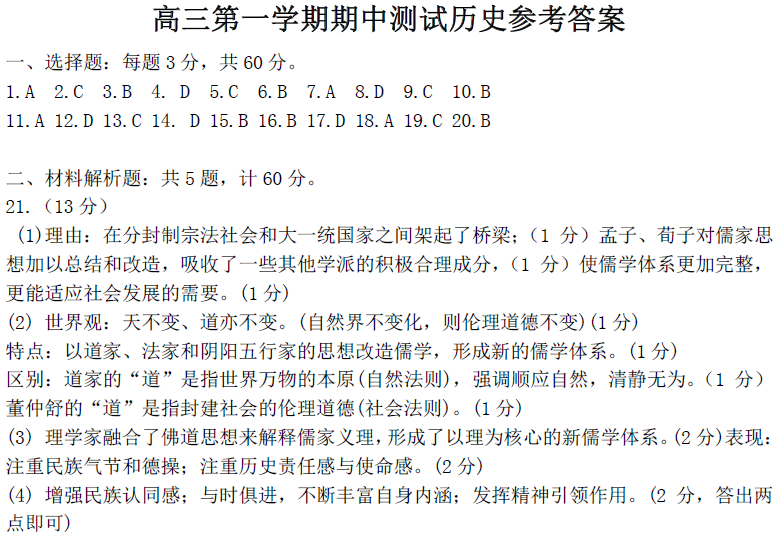 高三第一学期期中测试历史参考答案
一、选择题：每题3分，共60分。
1.A 2.C 3.B 4. D 5.C 6.B 7.A 8.D 9.C 10.B
11.A 12.D 13.C 14. D 15.B 16.B 17.D 18.A 19.C 20.B
二、材料解析题：共5题，计60分。
21.（13分）
(1)理由：在分封制宗法社会和大一统国家之间架起了桥梁；（1 分）孟子、荀子对儒家思
想加以总结和改造，吸收了一些其他学派的积极合理成分，（1 分）使儒学体系更加完整，
更能适应社会发展的需要。(1分)
(2) 世界观：天不变、道亦不变。(自然界不变化，则伦理道德不变)(1分)
特点：以道家、法家和阴阳五行家的思想改造儒学，形成新的儒学体系。(1分)
区别：道家的“道”是指世界万物的本原(自然法则)，强调顺应自然，清静无为。（1 分）
董仲舒的“道”是指封建社会的伦理道德(社会法则)。(1分)
(3) 理学家融合了佛道思想来解释儒家义理，形成了以理为核心的新儒学体系。(2分)表现：
注重民族气节和德操；注重历史责任感与使命感。(2分)
(4) 增强民族认同感；与时俱进，不断丰富自身内涵；发挥精神引领作用。(2 分，答出两
点即可)